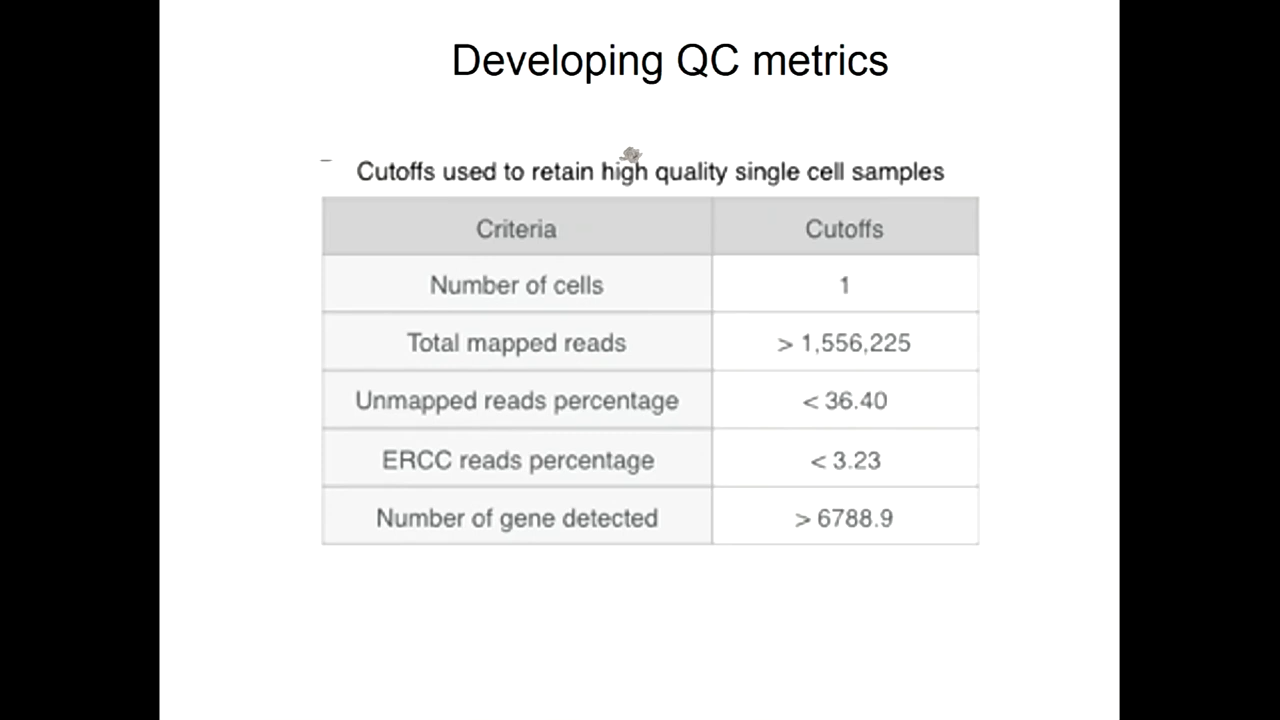 Developing QC metrics
Cutoffs used to retain high quality single cell samples
Criteria Cutoffs
Number of cells 1
Total mapped reads > 1,556,225
Unmapped reads percentage < 36.40
ERCC reads percentage < 3.23
Number of gene detected > 6788.9